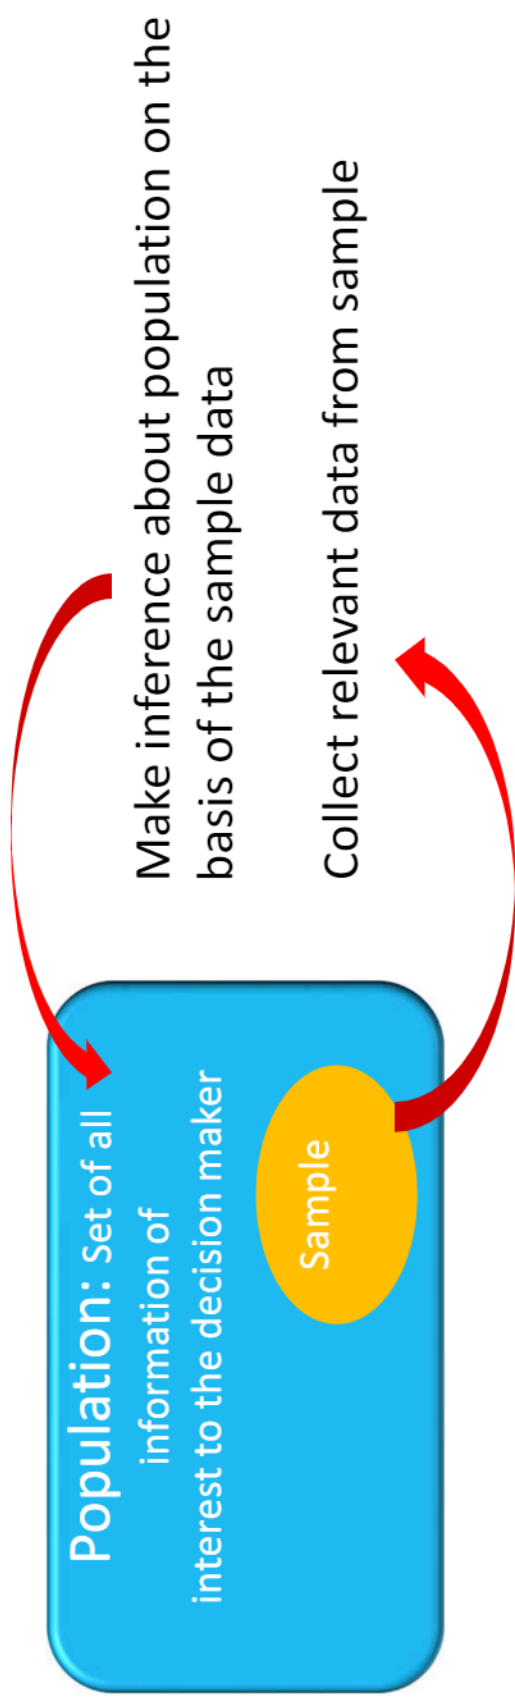 Population: Set of all
information of
interest to the decision maker
Sample
Make inference about population on the
basis of the sample data
Collect relevant data from sample